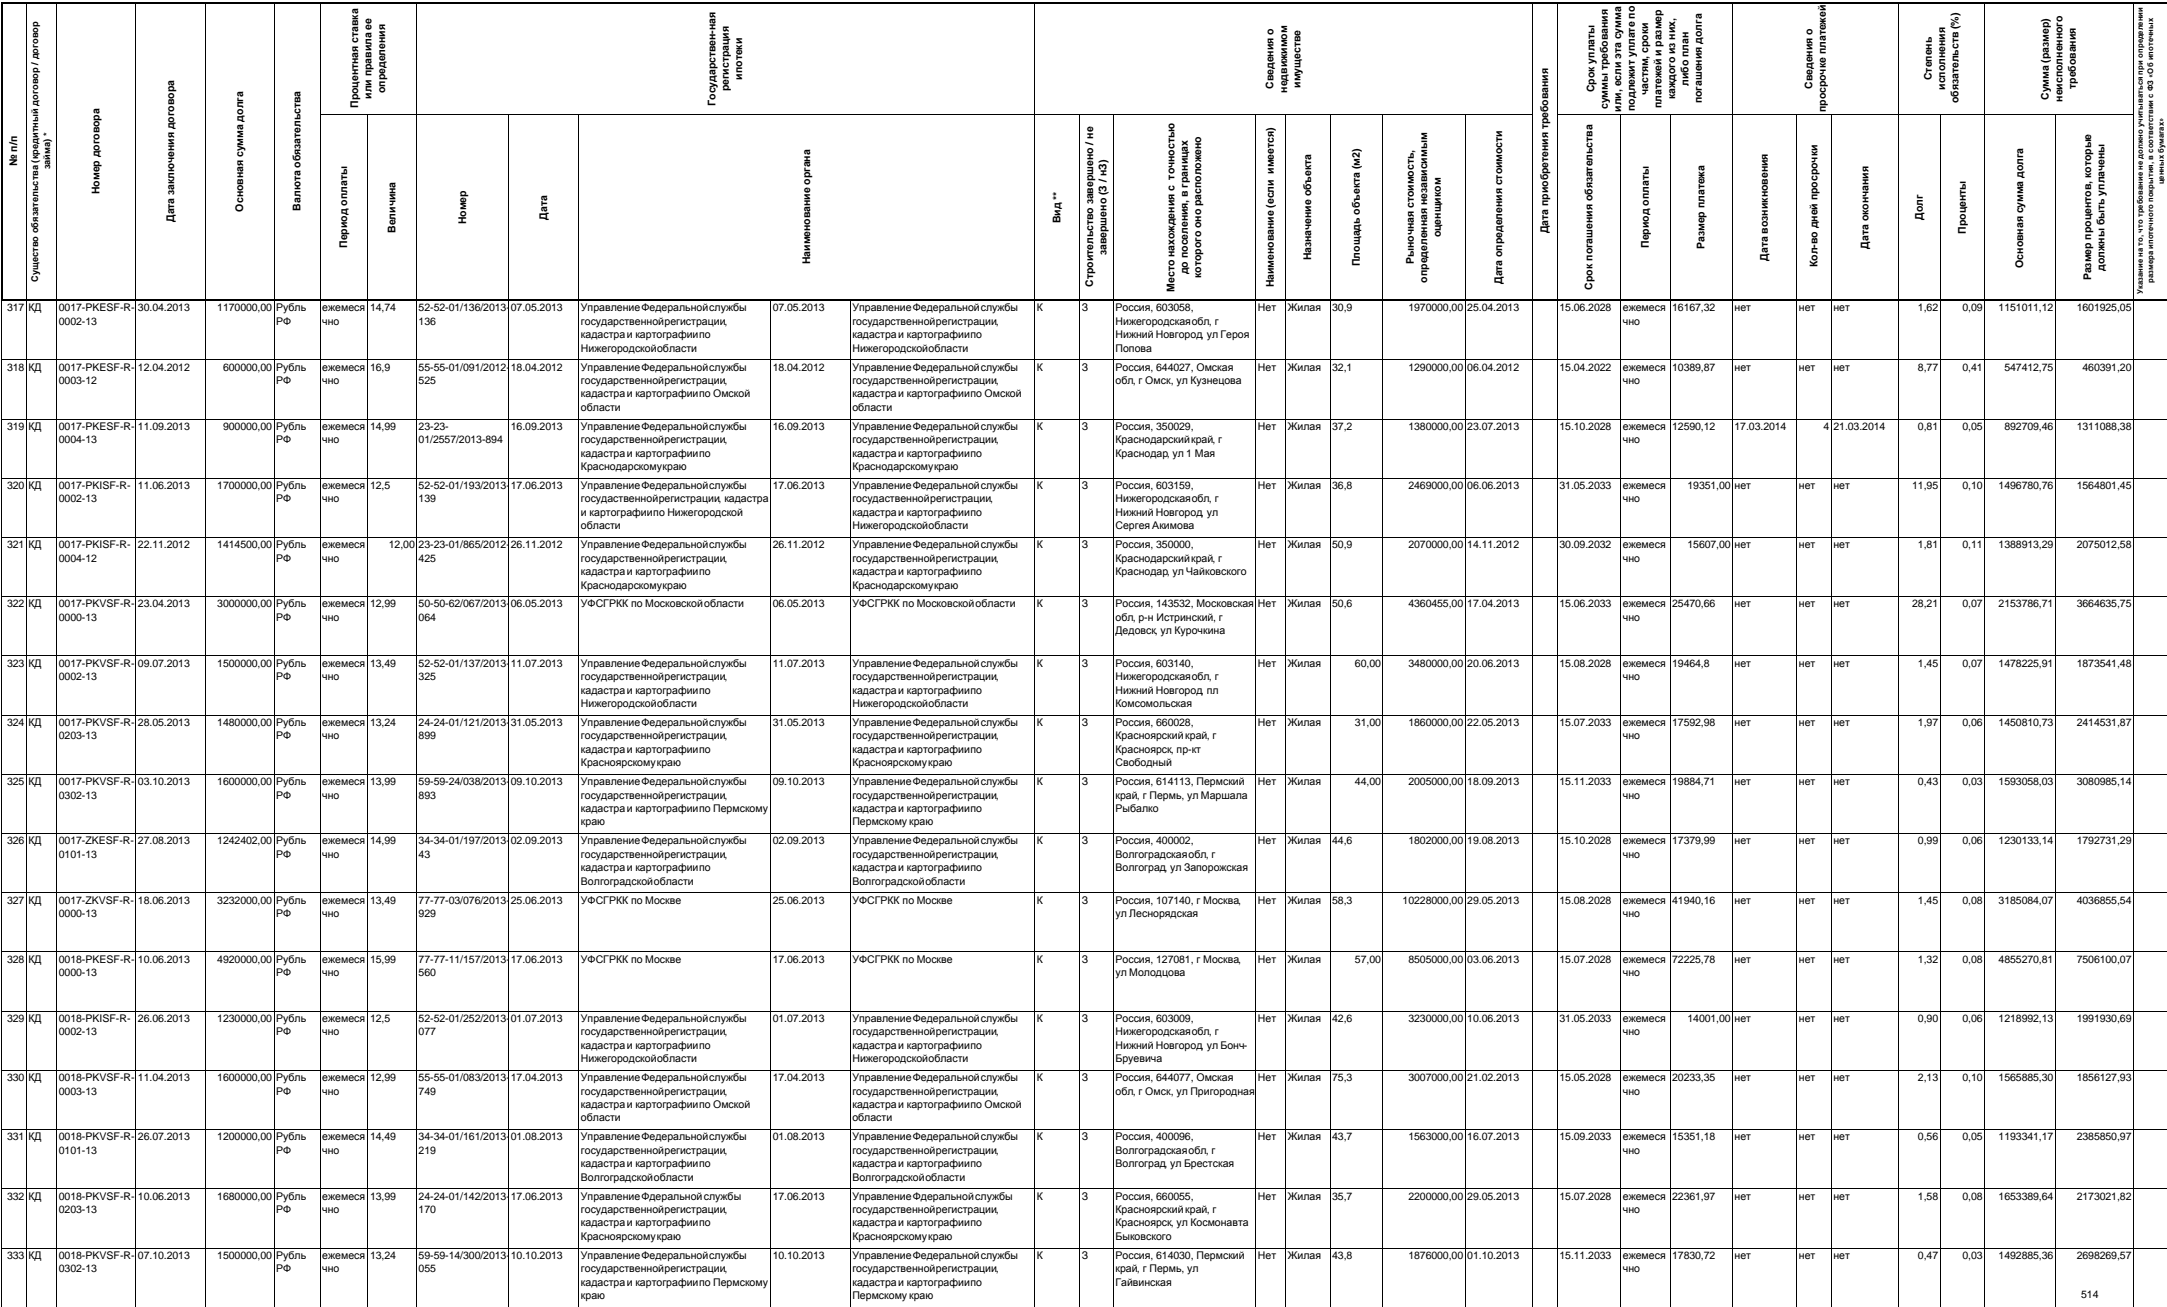 № п/п
Существо обязательства (кредитный договор / договор займа) *
Номер договора
Дата заключения договора
Основная сумма долга
Валюта обязательства
Процентная ставка или правила ее определения
Период оплаты
Величина
Государствен-ная регистрация ипотеки
Номер
Дата
Наименование органа
Сведения о недвижимом имуществе
Вид **
Строительство завершено / не завершено (З / нЗ)
Место нахождения с точностью до поселения, в границах которого оно расположено
Наименование (если имеется)
Назначение объекта
Площадь объекта (м2)
Рыночная стоимость, определенная независимым оценщиком
Дата определения стоимости
Дата приобретения требования
Срок уплаты суммы требования или, если эта сумма подлежит уплате по частям, сроки платежей и размер каждого из них, либо план погашения долга
Срок погашения обязательства
Период оплаты
Размер платежа
Сведения о просрочке платежей
Дата возникновения
Кол-во дней просрочки
Дата окончания
Степень исполнения обязательств (%)
Долг
Проценты
Сумма (размер) неисполненного требования
Основная сумма долга
Размер процентов, которые должны быть уплачены
Указание на то, что требование не должно учитываться при определении размера ипотечного покрытия, в соответствии с ФЗ «Об ипотечных ценных бумагах»
317 КД 0017-PKESF-R-0002-13 30.04.2013 1170000,00 Рубль РФ ежемесячно 14,74 52-52-01/136/2013-136 07.05.2013 Управление Федеральной службы государственной регистрации, кадастра и картографии по Нижегородской области 07.05.2013 Управление Федеральной службы государственной регистрации, кадастра и картографии по Нижегородской области К З Россия, 603058, Нижегородская обл, г Нижний Новгород, ул Героя Попова Нет Жилая 30,9 1970000,00 25.04.2013 15.06.2028 ежемесячно 16167,32 нет нет нет 1,62 0,09 1151011,12 1601925,05
318 КД 0017-PKESF-R-0003-12 12.04.2012 600000,00 Рубль РФ ежемесячно 16,9 55-55-01/091/2012-525 18.04.2012 Управление Федеральной службы государственной регистрации, кадастра и картографии по Омской области 18.04.2012 Управление Федеральной службы государственной регистрации, кадастра и картографии по Омской области К З Россия, 644027, Омская обл, г Омск, ул Кузнецова Нет Жилая 32,1 1290000,00 06.04.2012 15.04.2022 ежемесячно 10389,87 нет нет нет 8,77 0,41 547412,75 460391,20
319 КД 0017-PKESF-R-0004-13 11.09.2013 900000,00 Рубль РФ ежемесячно 14,99 23-23-01/2557/2013-894 16.09.2013 Управление Федеральной службы государственной регистрации, кадастра и картографии по Краснодарскому краю 16.09.2013 Управление Федеральной службы государственной регистрации, кадастра и картографии по Краснодарскому краю К З Россия, 350029, Краснодарский край, г Краснодар, ул 1 Мая Нет Жилая 37,2 1380000,00 23.07.2013 15.10.2028 ежемесячно 12590,12 17.03.2014 4 21.03.2014 0,81 0,05 892709,46 1311088,38
320 КД 0017-PKISF-R-0002-13 11.06.2013 1700000,00 Рубль РФ ежемесячно 12,5 52-52-01/193/2013-139 17.06.2013 Управление Федеральной службы госудаственной регистрации, кадастра и картографии по Нижегородской области 17.06.2013 Управление Федеральной службы госудаственной регистрации, кадастра и картографии по Нижегородской области К З Россия, 603159, Нижегородская обл, г Нижний Новгород, ул Сергея Акимова Нет Жилая 36,8 2469000,00 06.06.2013 31.05.2033 ежемесячно 19351,00 нет нет нет 11,95 0,10 1496780,76 1564801,45
321 КД 0017-PKISF-R-0004-12 22.11.2012 1414500,00 Рубль РФ ежемесячно 12,00 23-23-01/865/2012-425 26.11.2012 Управление Федеральной службы государственной регистрации, кадастра и картографии по Краснодарскому краю 26.11.2012 Управление Федеральной службы государственной регистрации, кадастра и картографии по Краснодарскому краю К З Россия, 350000, Краснодарский край, г Краснодар, ул Чайковского Нет Жилая 50,9 2070000,00 14.11.2012 30.09.2032 ежемесячно 15607,00 нет нет нет 1,81 0,11 1388913,29 2075012,58
322 КД 0017-PKVSF-R-0000-13 23.04.2013 3000000,00 Рубль РФ ежемесячно 12,99 50-50-62/067/2013-064 06.05.2013 УФСГРКК по Московской области 06.05.2013 УФСГРКК по Московской области К З Россия, 143532, Московская обл, р-н Истринский, г Дедовск, ул Курочкина Нет Жилая 50,6 4360455,00 17.04.2013 15.06.2033 ежемесячно 25470,66 нет нет нет 28,21 0,07 2153786,71 3664635,75
323 КД 0017-PKVSF-R-0002-13 09.07.2013 1500000,00 Рубль РФ ежемесячно 13,49 52-52-01/137/2013-325 11.07.2013 Управление Федеральной службы государственной регистрации, кадастра и картографии по Нижегородской области 11.07.2013 Управление Федеральной службы государственной регистрации, кадастра и картографии по Нижегородской области К З Россия, 603140, Нижегородская обл, г Нижний Новгород, пл Комсомольская Нет Жилая 60,00 3480000,00 20.06.2013 15.08.2028 ежемесячно 19464,8 нет нет нет 1,45 0,07 1478225,91 1873541,48
324 КД 0017-PKVSF-R-0203-13 28.05.2013 1480000,00 Рубль РФ ежемесячно 13,24 24-24-01/121/2013-899 31.05.2013 Управление Федеральной службы государственной регистрации, кадастра и картографии по Красноярскому краю 31.05.2013 Управление Федеральной службы государственной регистрации, кадастра и картографии по Красноярскому краю К З Россия, 660028, Красноярский край, г Красноярск, пр-кт Свободный Нет Жилая 31,00 1860000,00 22.05.2013 15.07.2033 ежемесячно 17592,98 нет нет нет 1,97 0,06 1450810,73 2414531,87
325 КД 0017-PKVSF-R-0302-13 03.10.2013 1600000,00 Рубль РФ ежемесячно 13,99 59-59-24/038/2013-893 09.10.2013 Управление Федеральной службы государственной регистрации, кадастра и картографии по Пермскому краю 09.10.2013 Управление Федеральной службы государственной регистрации, кадастра и картографии по Пермскому краю К З Россия, 614113, Пермский край, г Пермь, ул Маршала Рыбалко Нет Жилая 44,00 2005000,00 18.09.2013 15.11.2033 ежемесячно 19884,71 нет нет нет 0,43 0,03 1593058,03 3080985,14
326 КД 0017-ZKESF-R-0101-13 27.08.2013 1242402,00 Рубль РФ ежемесячно 14,99 34-34-01/197/2013-43 02.09.2013 Управление Федеральной службы государственной регистрации, кадастра и картографии по Волгоградской области 02.09.2013 Управление Федеральной службы государственной регистрации, кадастра и картографии по Волгоградской области К З Россия, 400002, Волгоградская обл, г Волгоград, ул Запорожская Нет Жилая 44,6 1802000,00 19.08.2013 15.10.2028 ежемесячно 17379,99 нет нет нет 0,99 0,06 1230133,14 1792731,29
327 КД 0017-ZKVSF-R-0000-13 18.06.2013 3232000,00 Рубль РФ ежемесячно 13,49 77-77-03/076/2013-929 25.06.2013 УФСГРКК по Москве 25.06.2013 УФСГРКК по Москве К З Россия, 107140, г Москва, ул Леснорядская Нет Жилая 58,3 10228000,00 29.05.2013 15.08.2028 ежемесячно 41940,16 нет нет нет 1,45 0,08 3185084,07 4036855,54
328 КД 0018-PKESF-R-0000-13 10.06.2013 4920000,00 Рубль РФ ежемесячно 15,99 77-77-11/157/2013-560 17.06.2013 УФСГРКК по Москве 17.06.2013 УФСГРКК по Москве К З Россия, 127081, г Москва, ул Молодцова Нет Жилая 57,00 8505000,00 03.06.2013 15.07.2028 ежемесячно 72225,78 нет нет нет 1,32 0,08 4855270,81 7506100,07
329 КД 0018-PKISF-R-0002-13 26.06.2013 1230000,00 Рубль РФ ежемесячно 12,5 52-52-01/252/2013-077 01.07.2013 Управление Федеральной службы государственной регистрации, кадастра и картографии по Нижегородской области 01.07.2013 Управление Федеральной службы государственной регистрации, кадастра и картографии по Нижегородской области К З Россия, 603009, Нижегородская обл, г Нижний Новгород, ул Бонч-Бруевича Нет Жилая 42,6 3230000,00 10.06.2013 31.05.2033 ежемесячно 14001,00 нет нет нет 0,90 0,06 1218992,13 1991930,69
330 КД 0018-PKVSF-R-0003-13 11.04.2013 1600000,00 Рубль РФ ежемесячно 12,99 55-55-01/083/2013-749 17.04.2013 Управление Федеральной службы государственной регистрации, кадастра и картографии по Омской области 17.04.2013 Управление Федеральной службы государственной регистрации, кадастра и картографии по Омской области К З Россия, 644077, Омская обл, г Омск, ул Пригородная Нет Жилая 75,3 3007000,00 21.02.2013 15.05.2028 ежемесячно 20233,35 нет нет нет 2,13 0,10 1565885,30 1856127,93
331 КД 0018-PKVSF-R-0101-13 26.07.2013 1200000,00 Рубль РФ ежемесячно 14,49 34-34-01/161/2013-219 01.08.2013 Управление Федеральной службы государственной регистрации, кадастра и картографии по Волгоградской области 01.08.2013 Управление Федеральной службы государственной регистрации, кадастра и картографии по Волгоградской области К З Россия, 400096, Волгоградская обл, г Волгоград, ул Брестская Нет Жилая 43,7 1563000,00 16.07.2013 15.09.2033 ежемесячно 15351,18 нет нет нет 0,56 0,05 1193341,17 2385850,97
332 КД 0018-PKVSF-R-0203-13 10.06.2013 1680000,00 Рубль РФ ежемесячно 13,99 24-24-01/142/2013-170 17.06.2013 Управление Фдеральной службы государственной регистрации, кадастра и картографии по Красноярскому краю 17.06.2013 Управление Фдеральной службы государственной регистрации, кадастра и картографии по Красноярскому краю К З Россия, 660055, Красноярский край, г Красноярск, ул Космонавта Быковского Нет Жилая 35,7 2200000,00 29.05.2013 15.07.2028 ежемесячно 22361,97 нет нет нет 1,58 0,08 1653389,64 2173021,82
333 КД 0018-PKVSF-R-0302-13 07.10.2013 1500000,00 Рубль РФ ежемесячно 13,24 59-59-14/300/2013-055 10.10.2013 Управление Федеральной службы государственной регистрации, кадастра и картографии по Пермскому краю 10.10.2013 Управление Федеральной службы государственной регистрации, кадастра и картографии по Пермскому краю К З Россия, 614030, Пермский край, г Пермь, ул Гайвинская Нет Жилая 43,8 1876000,00 01.10.2013 15.11.2033 ежемесячно 17830,72 нет нет нет 0,47 0,03 1492885,36 2698269,57
514